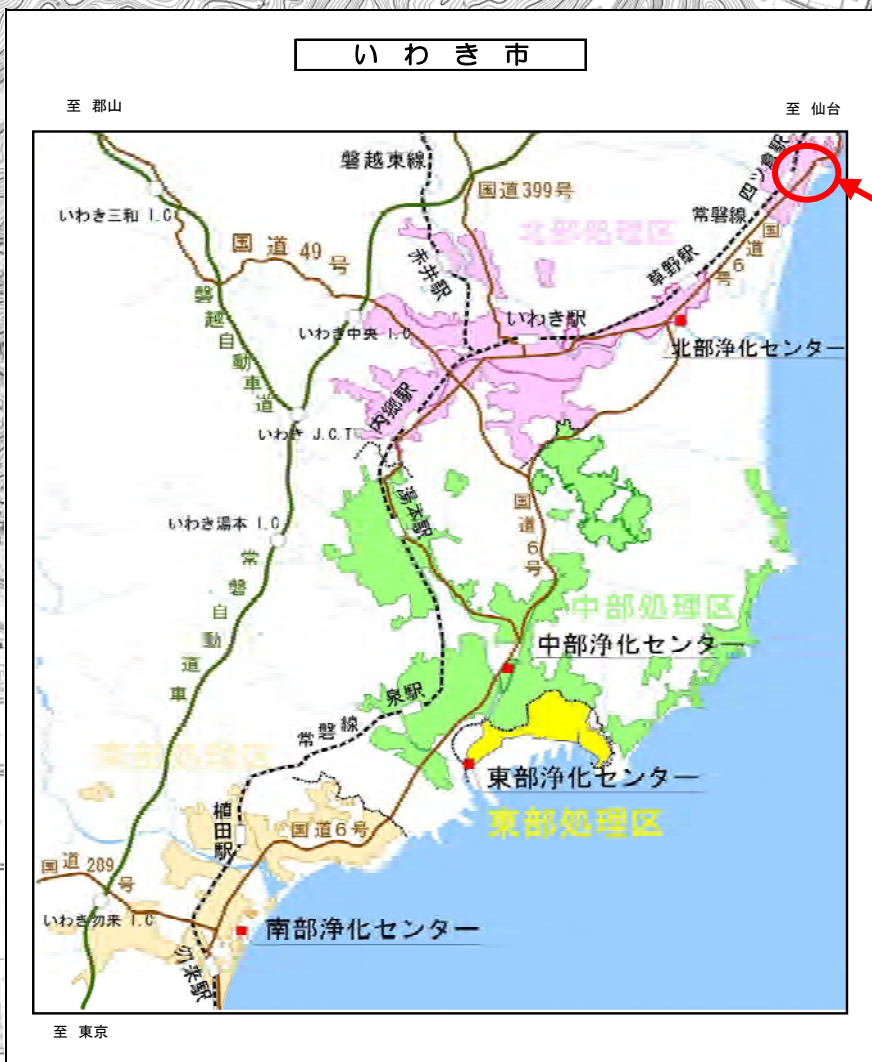 いわき市
至 郡山
至 仙台
磐越東線
国道399号
四ツ倉駅
いわき三和 I.C
常磐線
北部処理区
国道49号
赤井駅
草野駅
国道6号
磐越自動車道
いわき中央 I.C
いわき駅
北部浄化センター
内郷駅
いわき J.C.T
湯本駅
国道6号
いわき湯本 I.C
常磐自動車道
中部処理区
中部浄化センター
泉駅
常磐線
南部処理区
東部浄化センター
東部処理区
植田駅
国道6号
国道289号
いわき勿来 I.C
南部浄化センター
勿来駅
至 東京